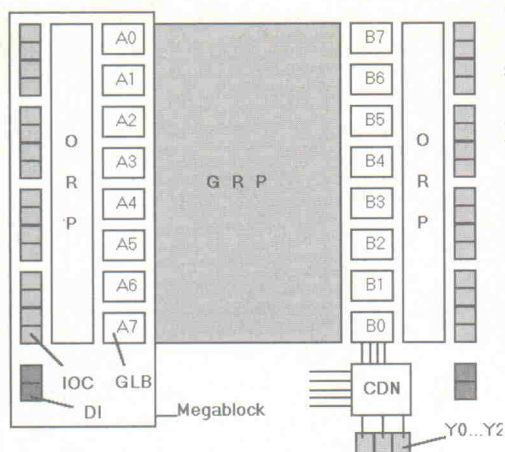 A0
A1
A2
A3
A4
A5
A6
A7
O
R
P
G R P
B7
B6
B5
B4
B3
B2
B1
B0
O
R
P
IOC GLB
DI
Megablock
CDN
Y0...Y2